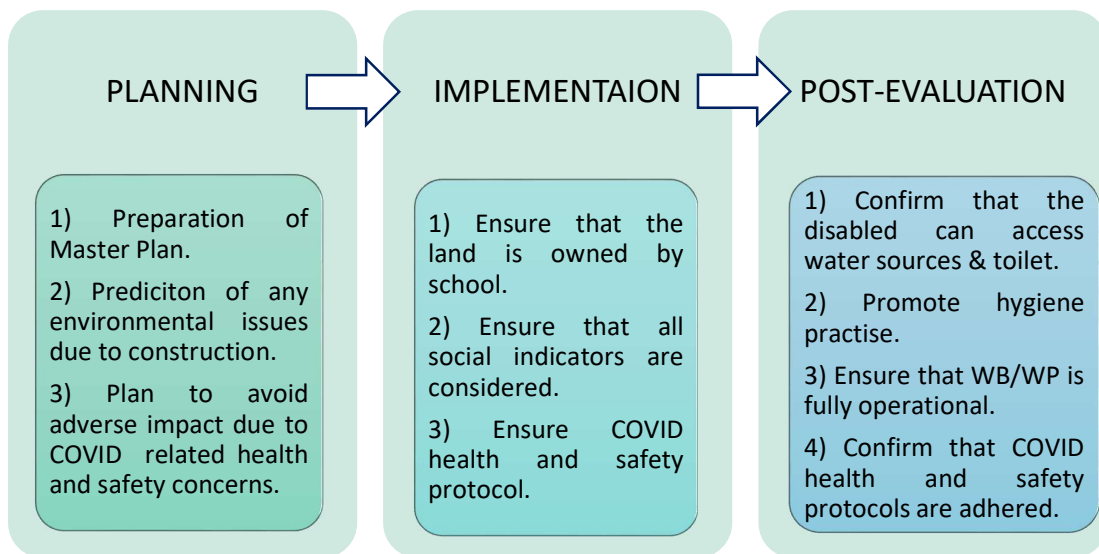 PLANNING
1) Preparation of
Master Plan.
2) Prediciton of any
environmental issues
due to construction.
3) Plan to avoid
adverse impact due to
COVID related health
and safety concerns.
IMPLEMENTAION
1) Ensure that the
land is owned by
school.
2) Ensure that all
social indicators are
considered.
3) Ensure COVID
health and safety
protocol.
POST-EVALUATION
1) Confirm that the
disabled can access
water sources & toilet.
2) Promote hygiene
practise.
3) Ensure that WB/WP is
fully operational.
4) Confirm that COVID
health and safety
protocols are adhered.